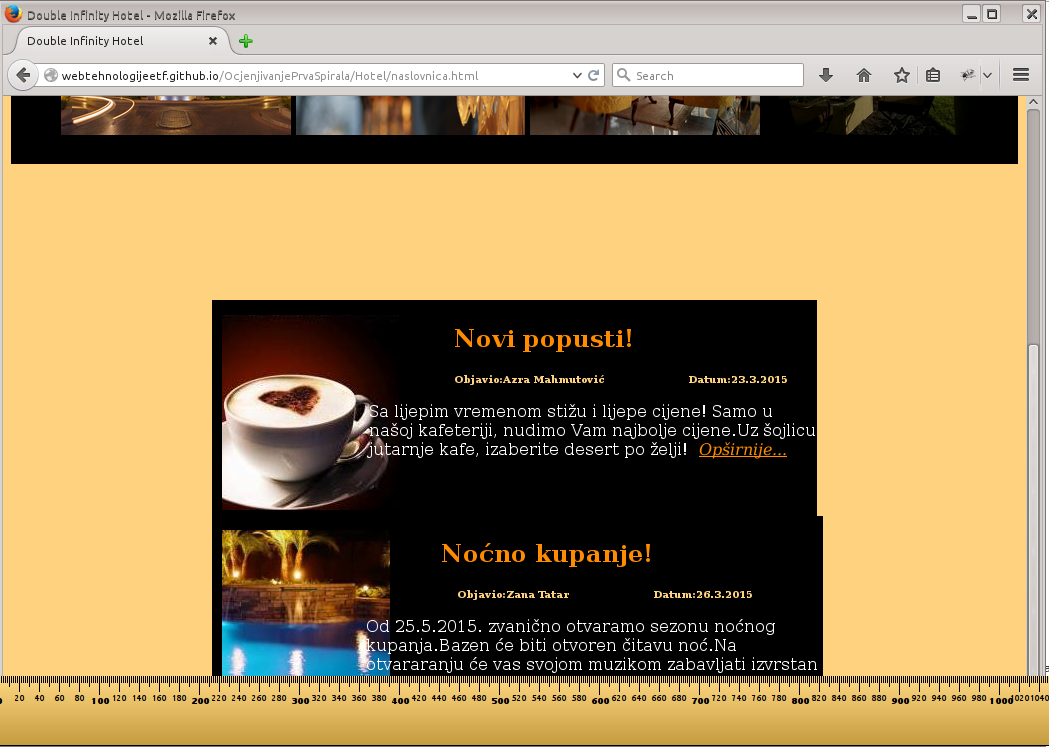 Double Infinity Hotel - Mozilla Firefox
Double Infinity Hotel
webtehnologijeetf.github.io/OcjenjivanjePrvaSpirala/Hotel/naslovnica.html
Search
Novi popusti!
Objavio:Azra Mahmutović Datum:23.3.2015
Sa lijepim vremenom stižu i lijepe cijene! Samo u
našoj kafeteriji, nudimo Vam najbolje cijene.Uz šoljicu
jutarnje kafe, izaberite desert po želji! Opširnije...
Noćno kupanje!
Objavio:Zana Tatar Datum:26.3.2015
Od 25.5.2015. zvanično otvaramo sezonu noćnog
kupanja.Bazen će biti otvoren čitavu noć.Na
otvararanju će vas svojom muzikom zabavljati izvrstan
0 20 40 60 80 100 120 140 160 180 200 220 240 260 280 300 320 340 360 380 400 420 440 460 480 500 520 540 560 580 600 620 640 660 680 700 720 740 760 780 800 820 840 860 880 900 920 940 960 980 1000 1020 1040